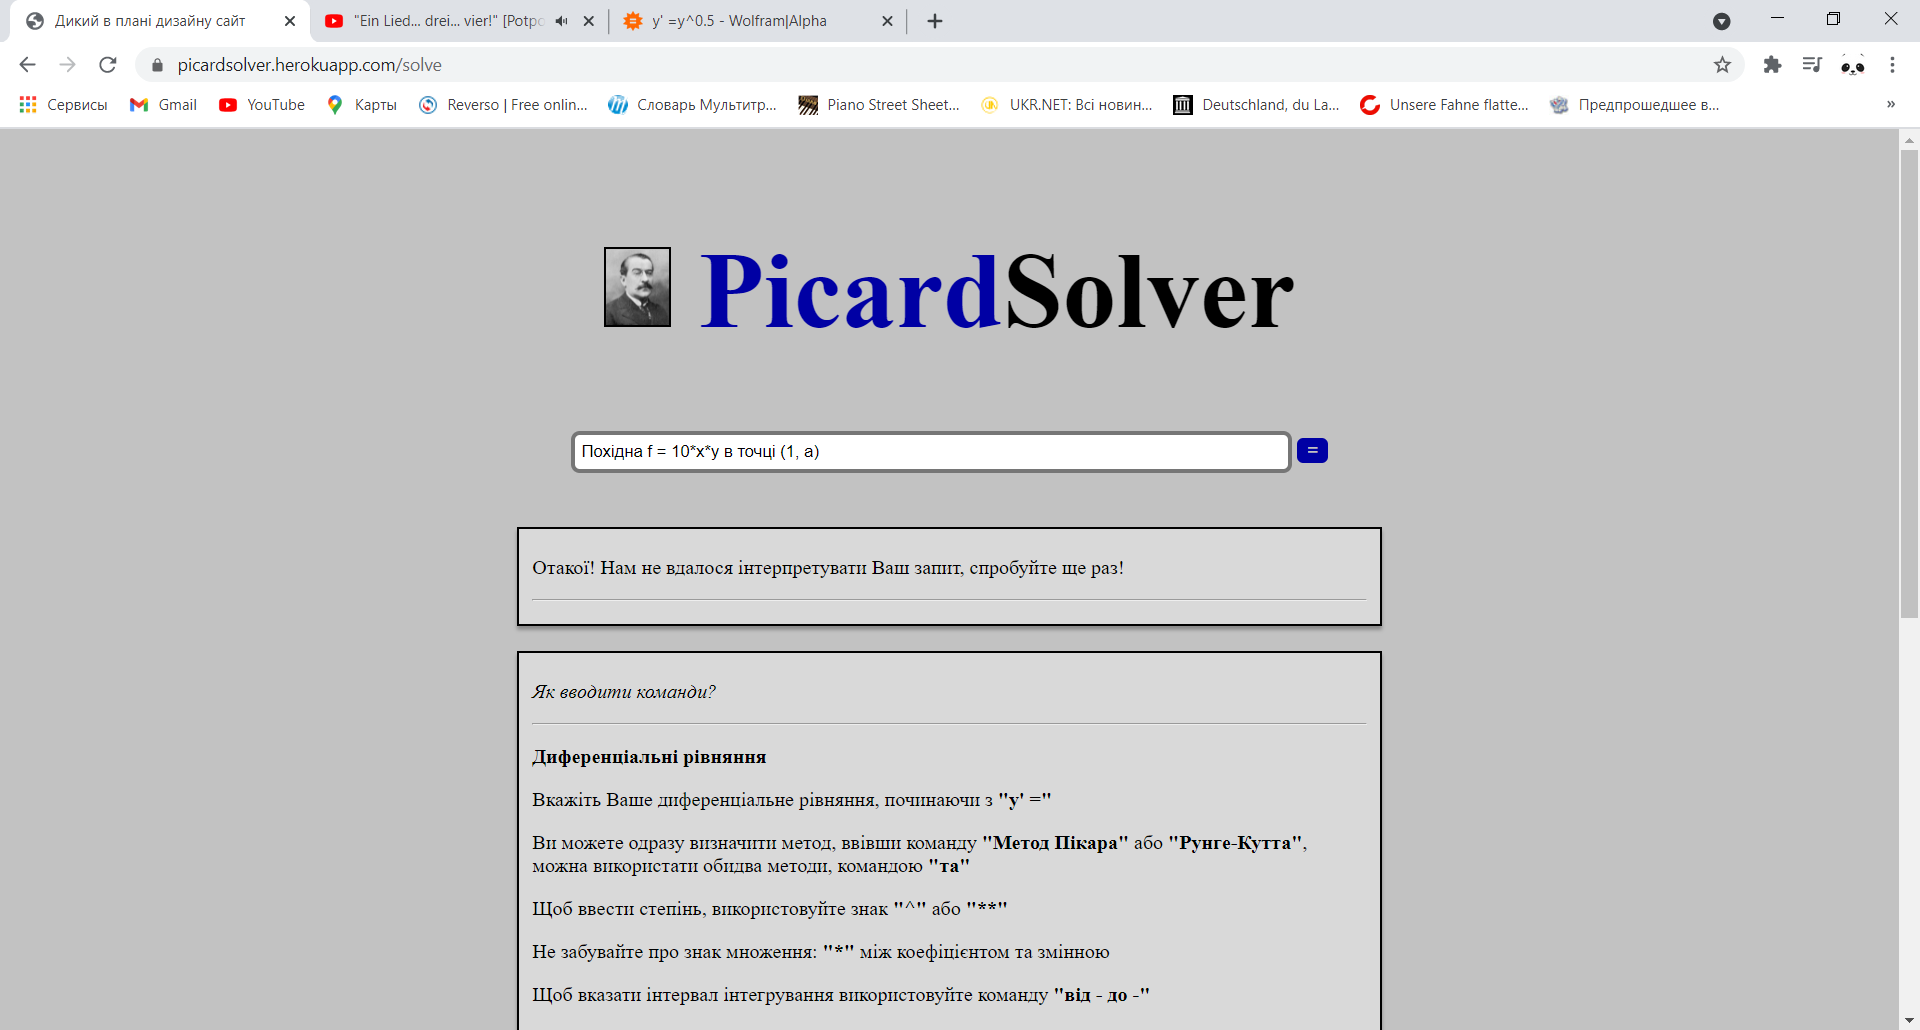 Дикий в плані дизайну сайт
"Ein Lied... drei... vier!" [Potpo
y' =y^0.5 - Wolfram|Alpha
picardsolver.herokuapp.com/solve
Сервисы
Gmail
YouTube
Карты
Reverso | Free onlin...
Словарь Мультитр...
Piano Street Sheet...
UKR.NET: Всі новин...
Deutschland, du La...
Unsere Fahne flatte...
Предпрошедшее в...
»
PicardSolver
Похідна f = 10*x*y в точці (1, a)
=
Отакої! Нам не вдалося інтерпретувати Ваш запит, спробуйте ще раз!
Як вводити команди?
Диференціальні рівняння
Вкажіть Ваше диференціальне рівняння, починаючи з "y' ="
Ви можете одразу визначити метод, ввівши команду "Метод Пікара" або "Рунге-Кутта",
можна використати обидва методи, командою "та"
Щоб ввести степінь, використовуйте знак "^" або "**"
Не забувайте про знак множення: "*" між коефіцієнтом та змінною
Щоб вказати інтервал інтегрування використовуйте команду "від - до -"